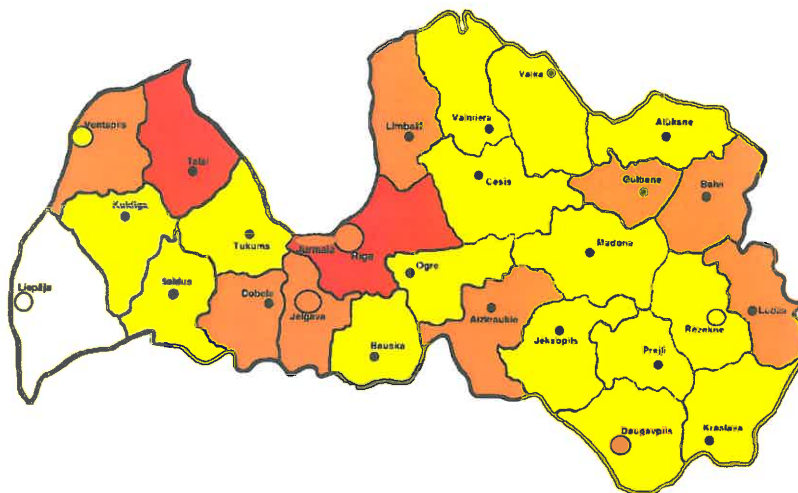 Valka
Ventspils
Limbaži
Valmiera
Alūksne
Talsi
Cēsis
Gulbene
Balvi
Kuldīga
Tukums
Jūrmala
Rīga
Madona
Ogre
Liepāja
Saldus
Dobele
Jelgava
Aizkraukle
Rēzekne
Ludza
Bauska
Jēkabpils
Preiļi
Daugavpils
Krāslava